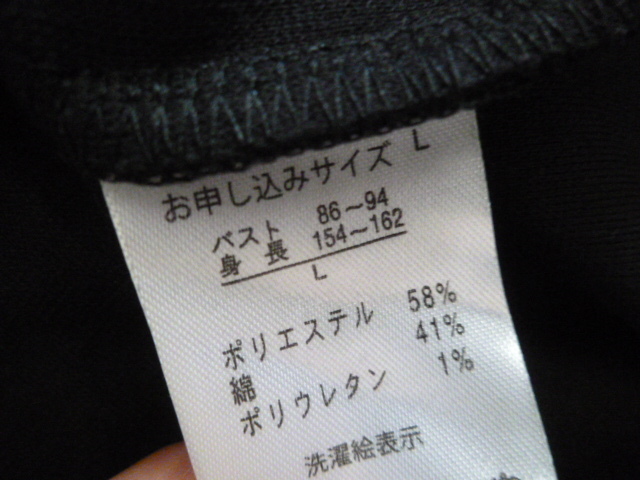 お申し込みサイズ L
バスト 86～94
身長 154～162
L
ポリエステル 58%
綿 41%
ポリウレタン 1%
洗濯絵表示